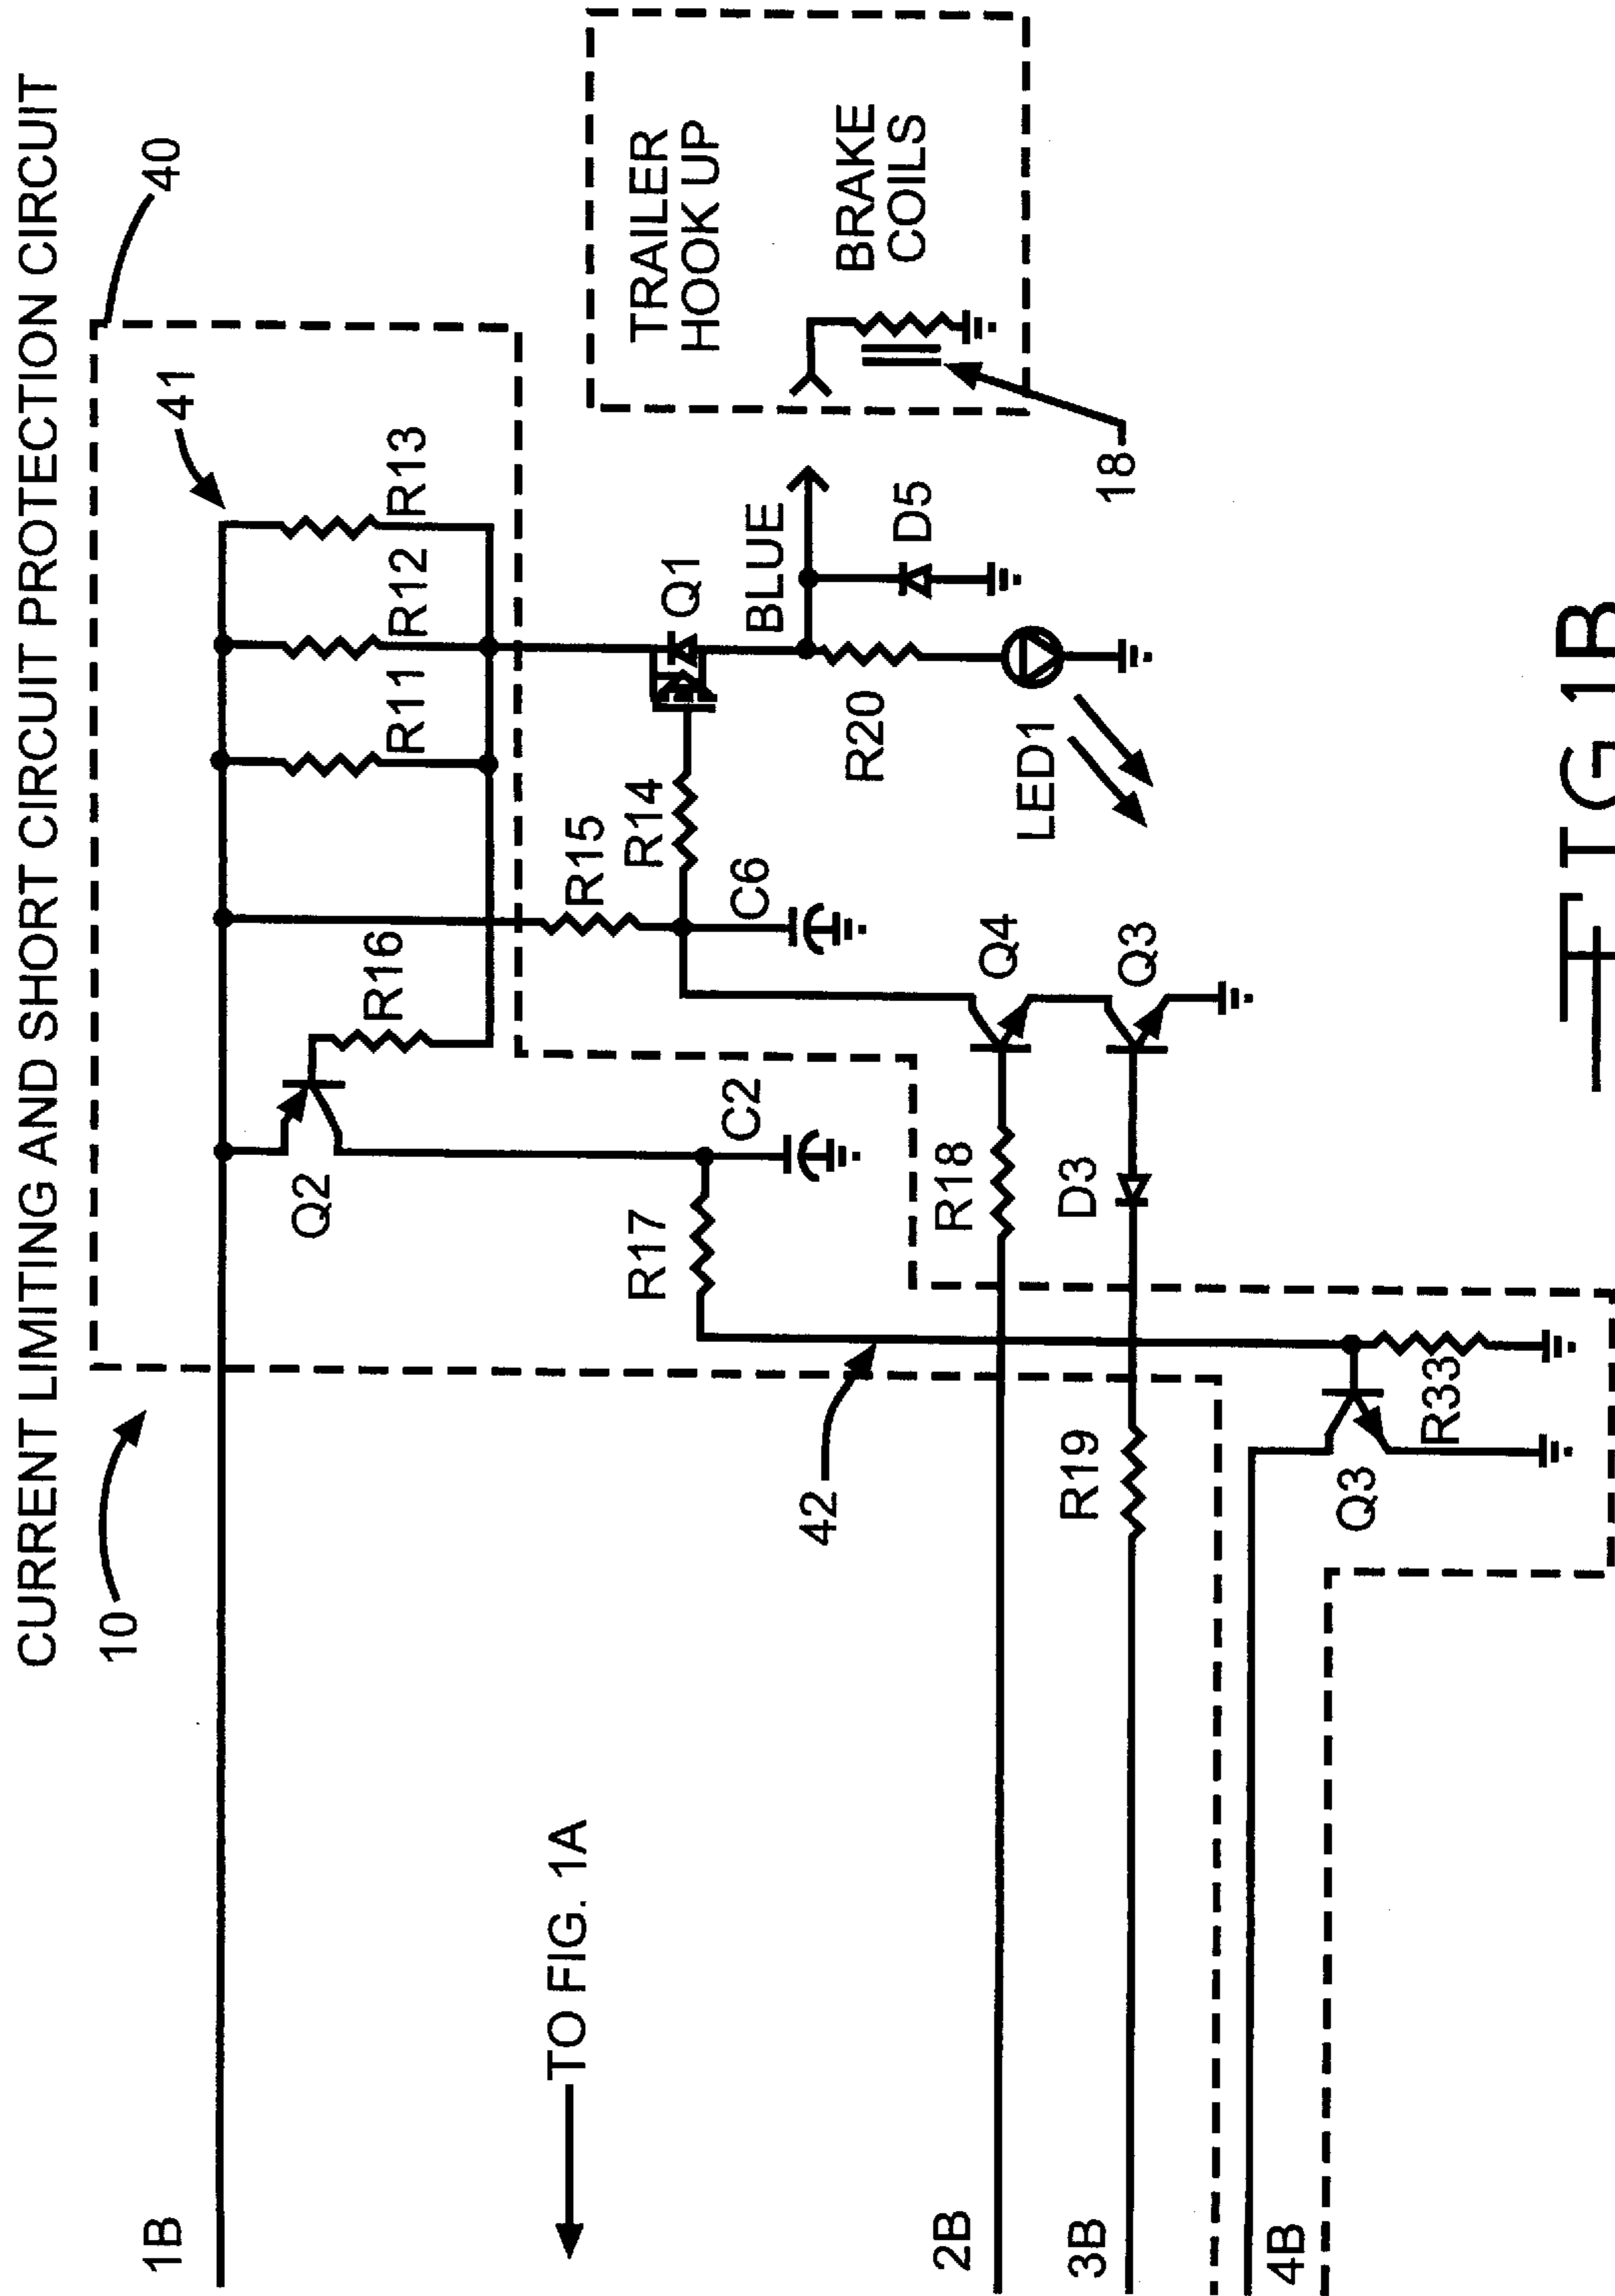 CURRENT LIMITING AND SHORT CIRCUIT PROTECTION CIRCUIT
10
40
41
1B
Q2
R16
R11
R12
R13
TO FIG. 1A
R17
C2
R15
R14
C6
Q1
BLUE
TRAILER
HOOK UP
BRAKE
COILS
18
D5
R20
LED1
42
2B
R18
Q4
3B
R19
D3
Q3
4B
Q3
R33
FIG 1B